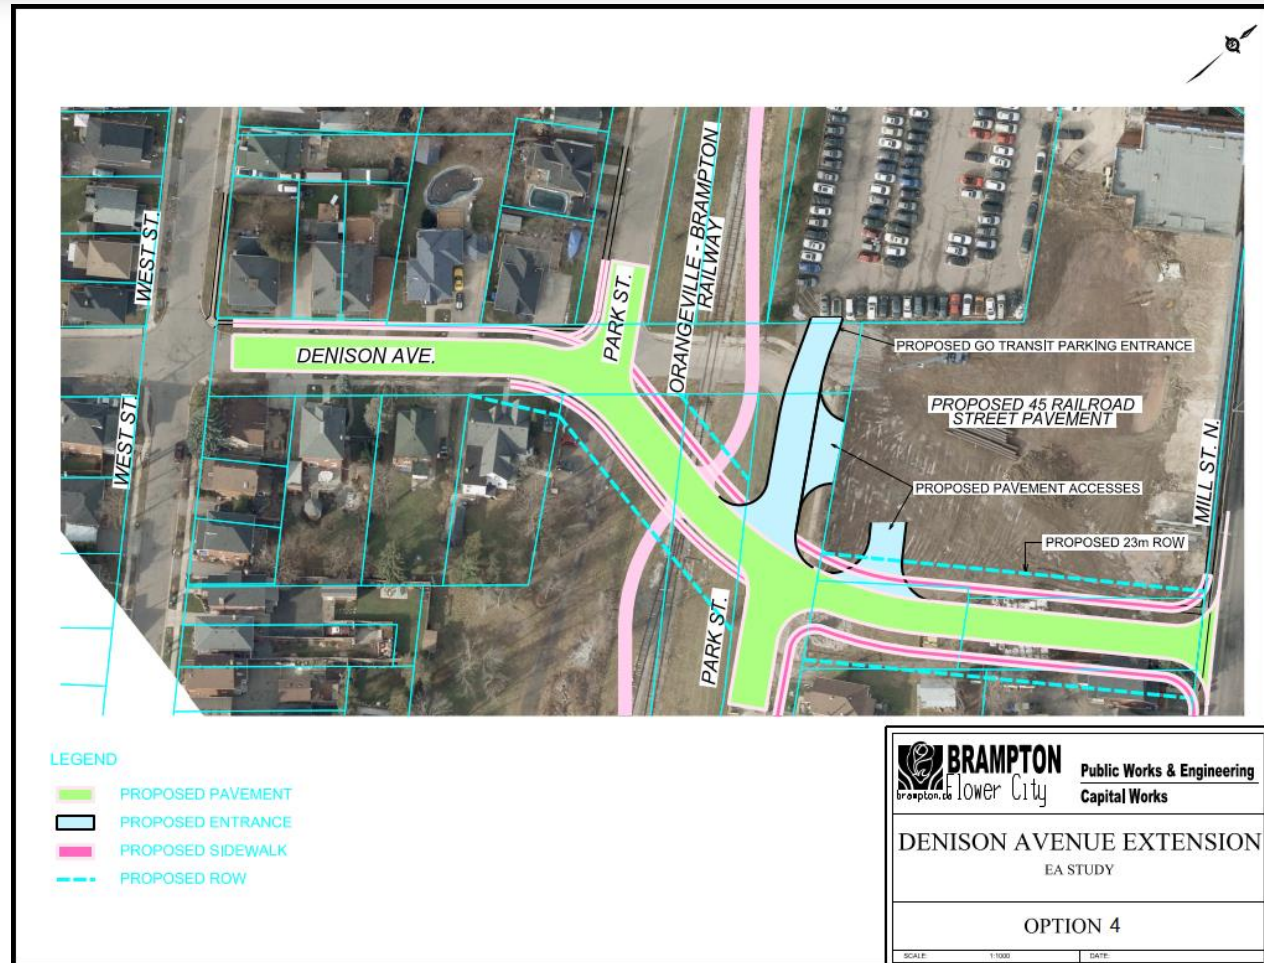 WEST ST.
WEST ST.
DENISON AVE.
PARK ST.
ORANGEVILLE - BRAMPTON
RAILWAY
PROPOSED GO TRANSIT PARKING ENTRANCE
PROPOSED 45 RAILROAD
STREET PAVEMENT
PROPOSED PAVEMENT ACCESSES
PROPOSED 23m ROW
MILL ST. N.
PARK ST.
LEGEND
PROPOSED PAVEMENT
PROPOSED ENTRANCE
PROPOSED SIDEWALK
PROPOSED ROW
BRAMPTON
brampton.ca Flower City
Public Works & Engineering
Capital Works
DENISON AVENUE EXTENSION
EA STUDY
OPTION 4
SCALE: 1:1000 DATE: